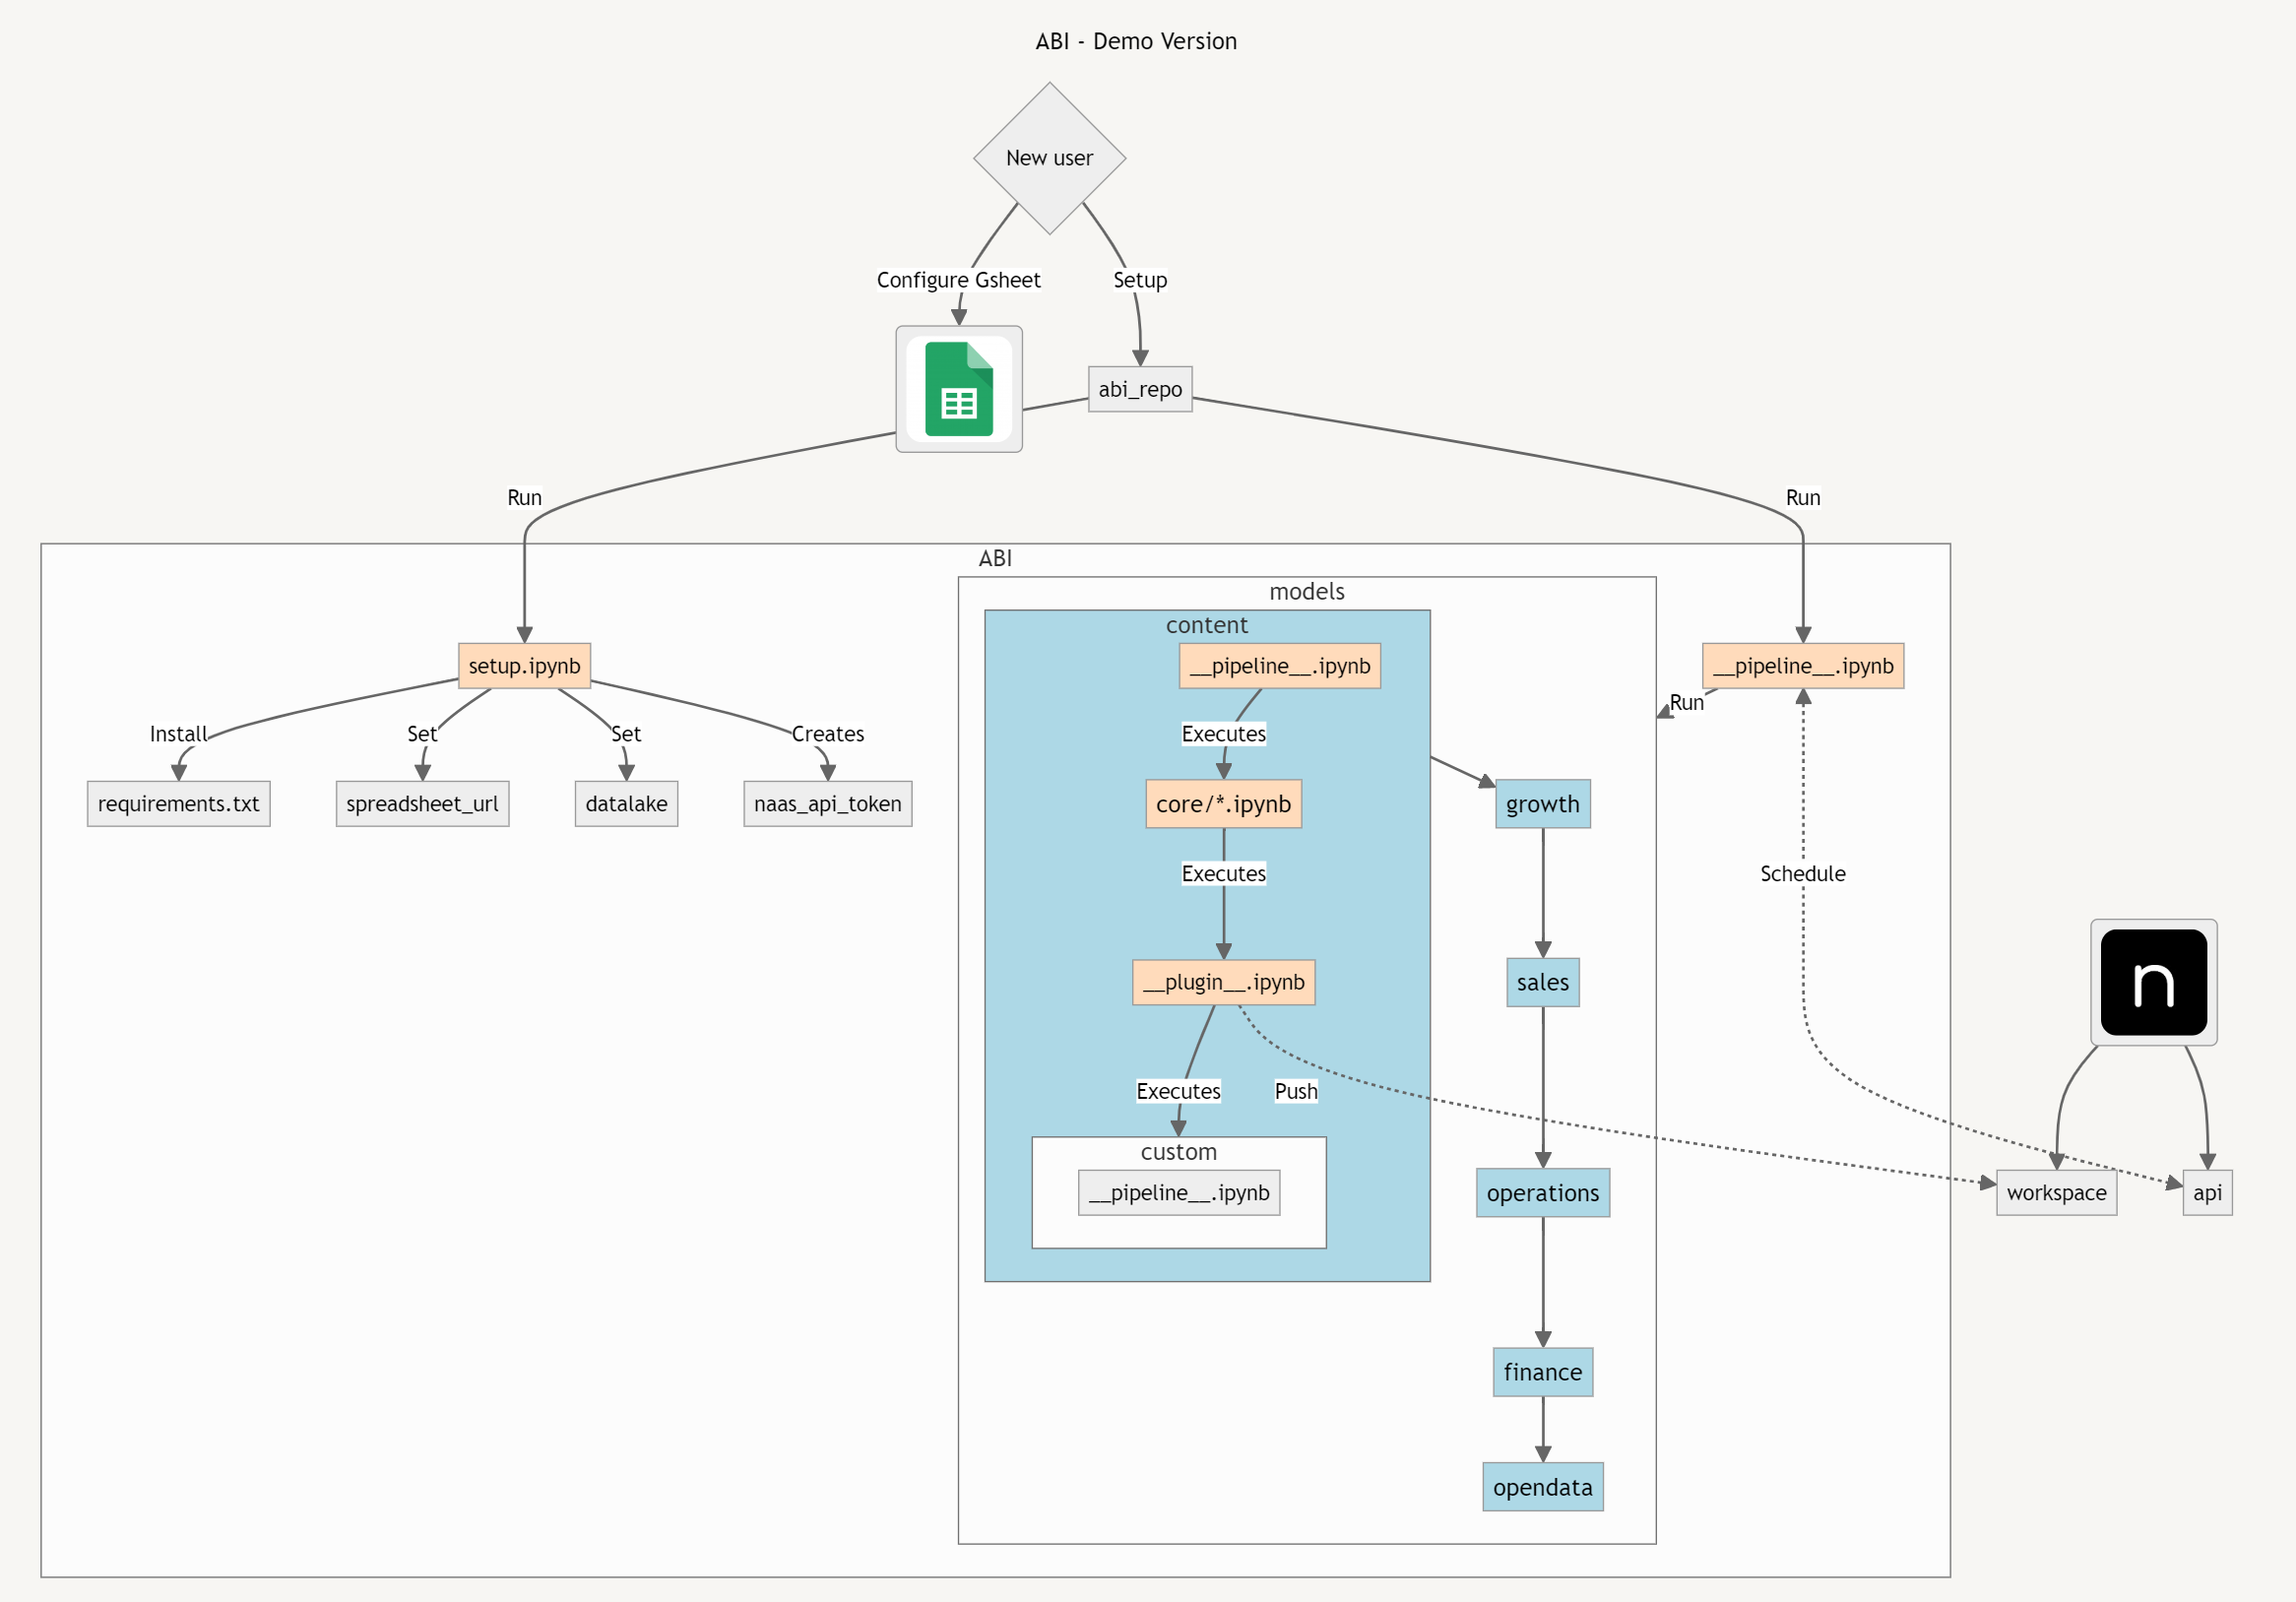 ABI - Demo Version
New user
Configure Gsheet
Setup
abi_repo
Run
Run
ABI
models
content
setup.ipynb
__pipeline__.ipynb
__pipeline__.ipynb
Run
Install
Set
Set
Creates
Executes
requirements.txt
spreadsheet_url
datalake
naas_api_token
core/*.ipynb
growth
Executes
Schedule
__plugin__.ipynb
sales
n
Executes
Push
custom
__pipeline__.ipynb
operations
workspace
api
finance
opendata